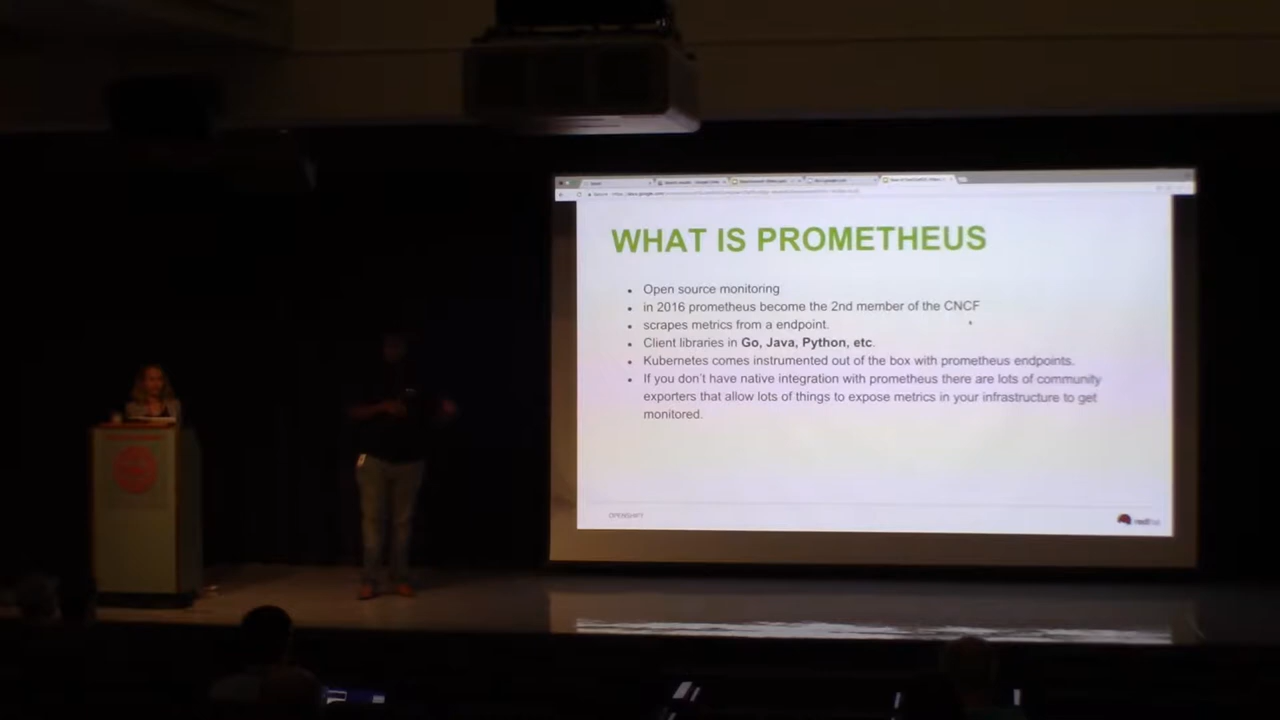 WHAT IS PROMETHEUS
Open source monitoring
in 2016 prometheus become the 2nd member of the CNCF
scrapes metrics from a endpoint.
Client libraries in Go, Java, Python, etc.
Kubernetes comes instrumented out of the box with prometheus endpoints.
If you don't have native integration with prometheus there are lots of community
exporters that allow lots of things to expose metrics in your infrastructure to get
monitored.
OPENSHIFT
redhat